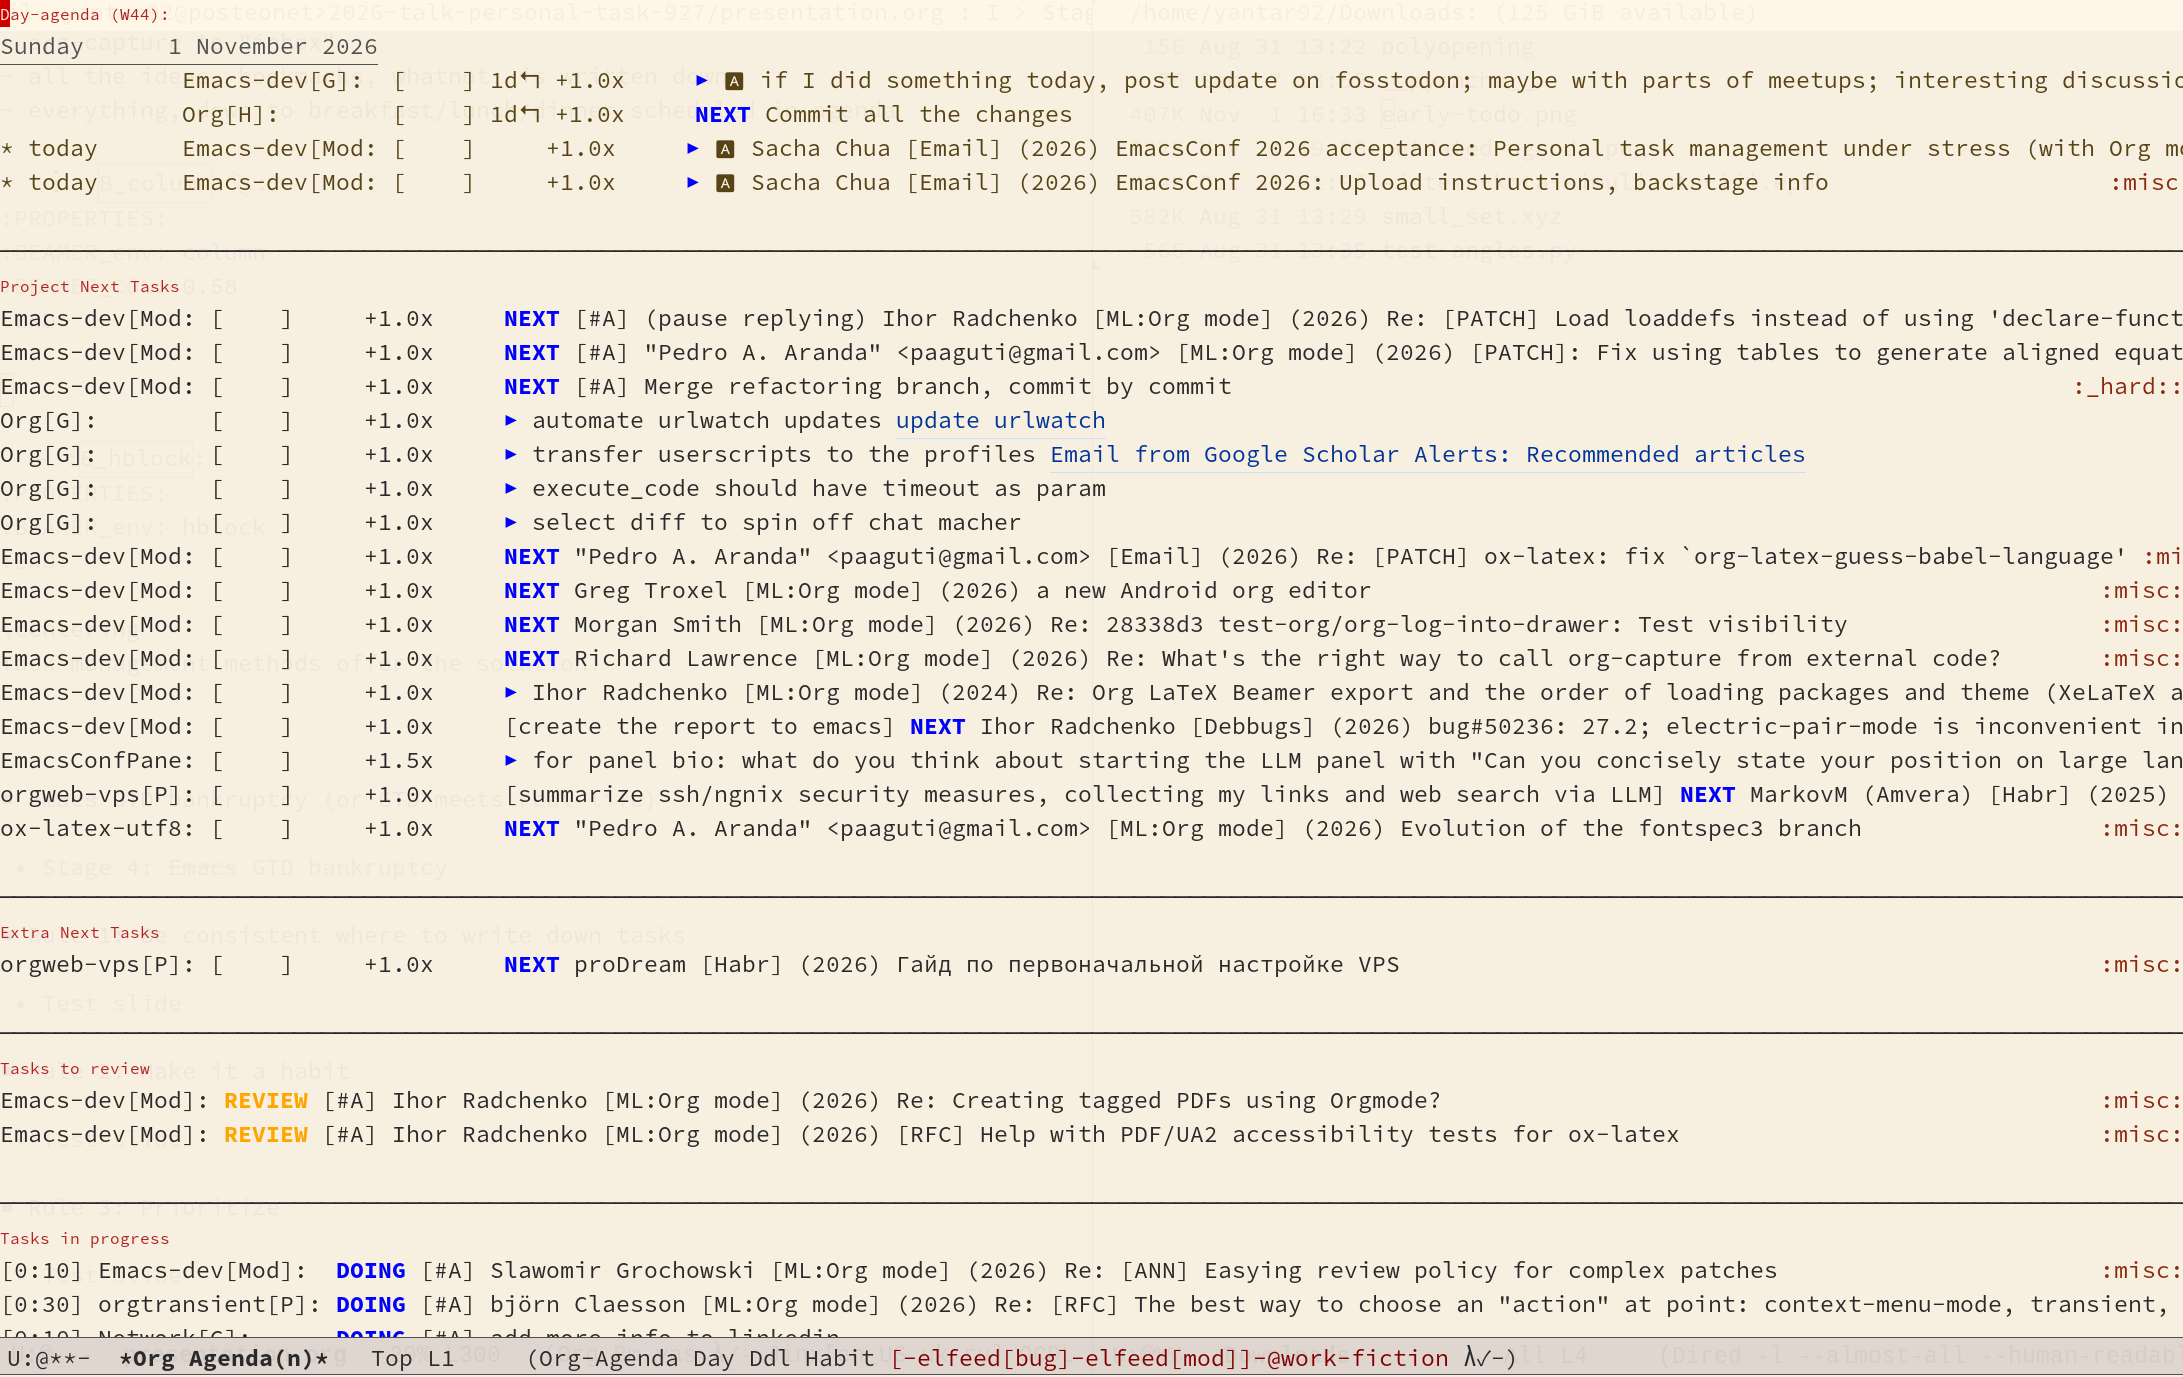 Day-agenda (W44):
Sunday 1 November 2026
Emacs-dev[G]: [ ] 1d↰ +1.0x ► 🅰 if I did something today, post update on fosstodon; maybe with parts of meetups; interesting discussic
Org[H]: [ ] 1d↰ +1.0x NEXT Commit all the changes
* today Emacs-dev[Mod: [ ] +1.0x ► 🅰 Sacha Chua [Email] (2026) EmacsConf 2026 acceptance: Personal task management under stress (with Org mo
* today Emacs-dev[Mod: [ ] +1.0x ► 🅰 Sacha Chua [Email] (2026) EmacsConf 2026: Upload instructions, backstage info :misc
Project Next Tasks
Emacs-dev[Mod: [ ] +1.0x NEXT [#A] (pause replying) Ihor Radchenko [ML:Org mode] (2026) Re: [PATCH] Load loaddefs instead of using 'declare-funct
Emacs-dev[Mod: [ ] +1.0x NEXT [#A] "Pedro A. Aranda" <paaguti@gmail.com> [ML:Org mode] (2026) [PATCH]: Fix using tables to generate aligned equat
Emacs-dev[Mod: [ ] +1.0x NEXT [#A] Merge refactoring branch, commit by commit :_hard::
Org[G]: [ ] +1.0x ► automate urlwatch updates update urlwatch
Org[G]: [ ] +1.0x ► transfer userscripts to the profiles Email from Google Scholar Alerts: Recommended articles
Org[G]: [ ] +1.0x ► execute_code should have timeout as param
Org[G]: [ ] +1.0x ► select diff to spin off chat macher
Emacs-dev[Mod: [ ] +1.0x NEXT "Pedro A. Aranda" <paaguti@gmail.com> [Email] (2026) Re: [PATCH] ox-latex: fix `org-latex-guess-babel-language' :mi
Emacs-dev[Mod: [ ] +1.0x NEXT Greg Troxel [ML:Org mode] (2026) a new Android org editor :misc:
Emacs-dev[Mod: [ ] +1.0x NEXT Morgan Smith [ML:Org mode] (2026) Re: 28338d3 test-org/org-log-into-drawer: Test visibility :misc:
Emacs-dev[Mod: [ ] +1.0x NEXT Richard Lawrence [ML:Org mode] (2026) Re: What's the right way to call org-capture from external code? :misc:
Emacs-dev[Mod: [ ] +1.0x ► Ihor Radchenko [ML:Org mode] (2024) Re: Org LaTeX Beamer export and the order of loading packages and theme (XeLaTeX a
Emacs-dev[Mod: [ ] +1.0x [create the report to emacs] NEXT Ihor Radchenko [Debbugs] (2026) bug#50236: 27.2; electric-pair-mode is inconvenient in
EmacsConfPane: [ ] +1.5x ► for panel bio: what do you think about starting the LLM panel with "Can you concisely state your position on large lan
orgweb-vps[P]: [ ] +1.0x [summarize ssh/ngnix security measures, collecting my links and web search via LLM] NEXT MarkovM (Amvera) [Habr] (2025)
ox-latex-utf8: [ ] +1.0x NEXT "Pedro A. Aranda" <paaguti@gmail.com> [ML:Org mode] (2026) Evolution of the fontspec3 branch :misc:
Extra Next Tasks
orgweb-vps[P]: [ ] +1.0x NEXT proDream [Habr] (2026) Гайд по первоначальной настройке VPS :misc:
Tasks to review
Emacs-dev[Mod]: REVIEW [#A] Ihor Radchenko [ML:Org mode] (2026) Re: Creating tagged PDFs using Orgmode? :misc:
Emacs-dev[Mod]: REVIEW [#A] Ihor Radchenko [ML:Org mode] (2026) [RFC] Help with PDF/UA2 accessibility tests for ox-latex :misc:
Tasks in progress
[0:10] Emacs-dev[Mod]: DOING [#A] Slawomir Grochowski [ML:Org mode] (2026) Re: [ANN] Easying review policy for complex patches :misc:
[0:30] orgtransient[P]: DOING [#A] björn Claesson [ML:Org mode] (2026) Re: [RFC] The best way to choose an "action" at point: context-menu-mode, transient,
[0:10] Network[G]: DOING [#A] add more info to linkedin
U:@**- *Org Agenda(n)* Top L1 (Org-Agenda Day Ddl Habit [-elfeed[bug]-elfeed[mod]]-@work-fiction λ✓-)